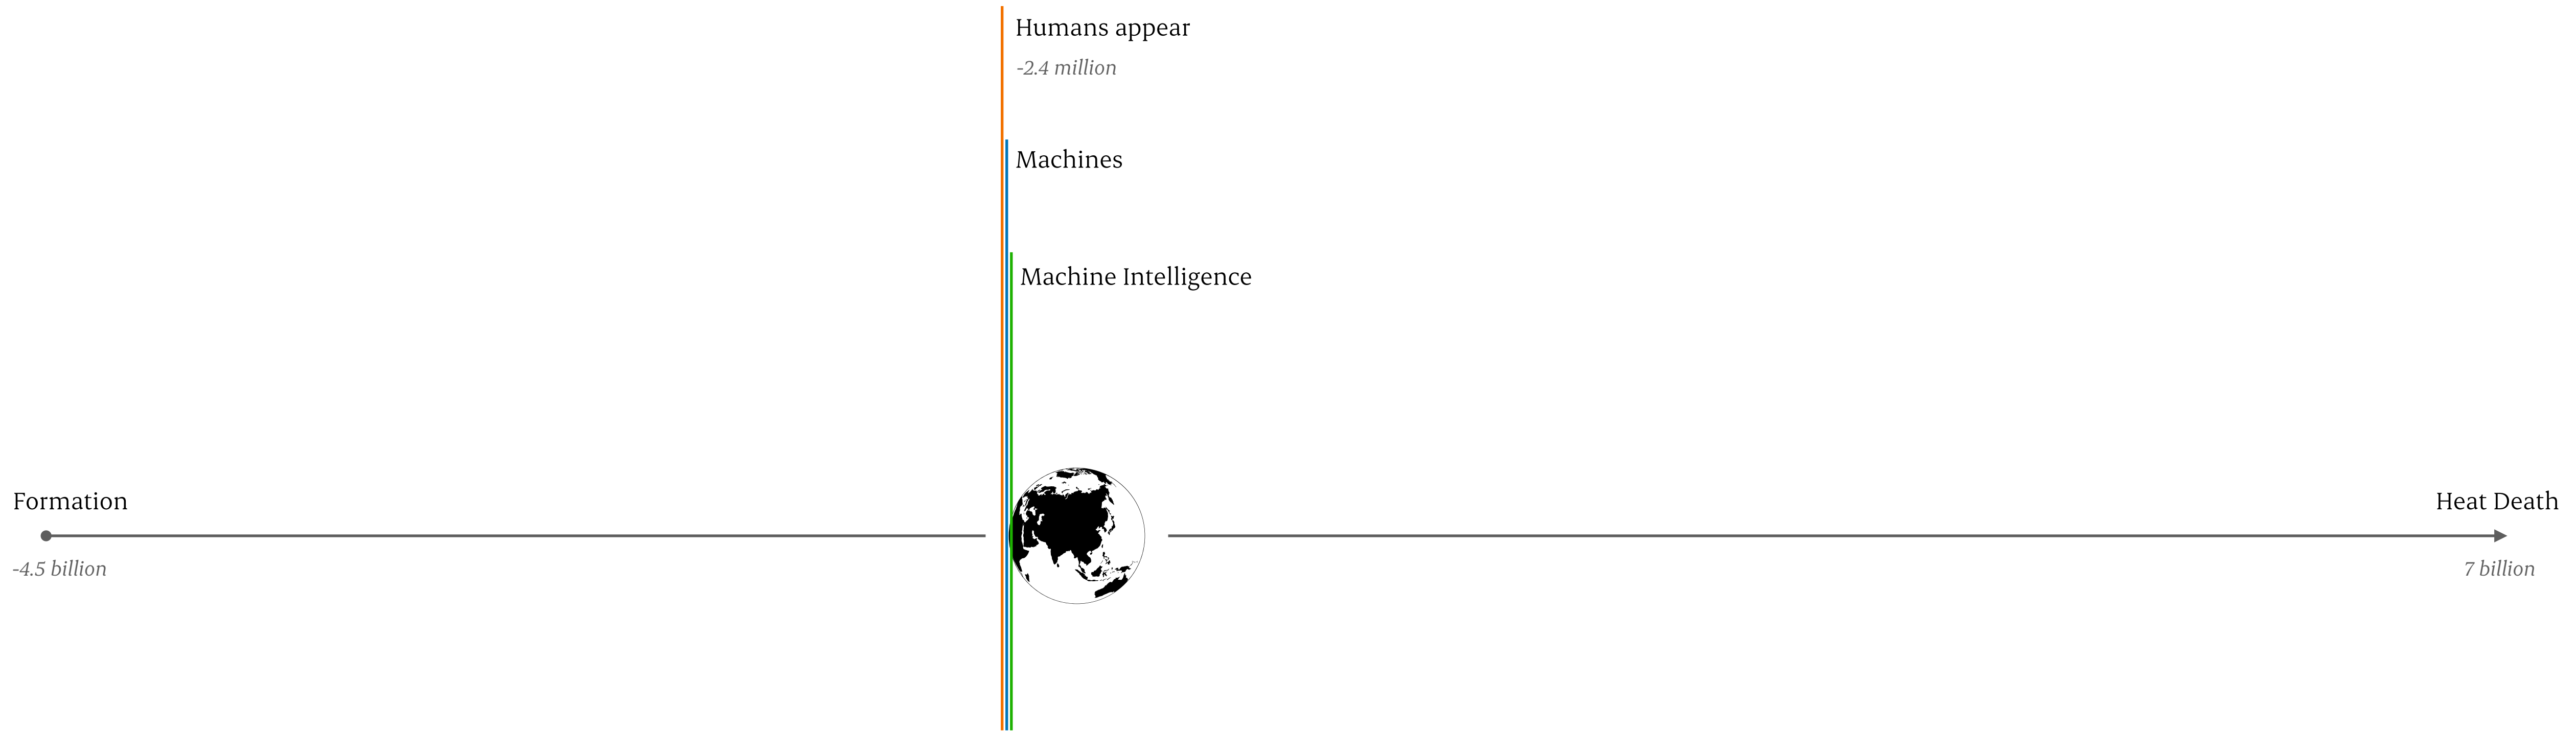 Humans appear
-2.4 million
Machines
Machine Intelligence
Formation
-4.5 billion
Heat Death
7 billion